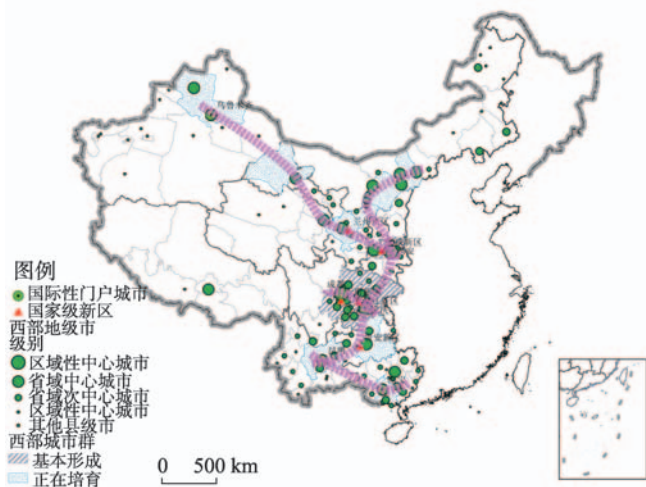 乌鲁木齐
图例
国际性门户城市
国家级新区
西部地级市
级别
区域性中心城市
省域中心城市
省域次中心城市
区域性中心城市
其他县级市
西部城市群
基本形成
正在培育
0 500 km